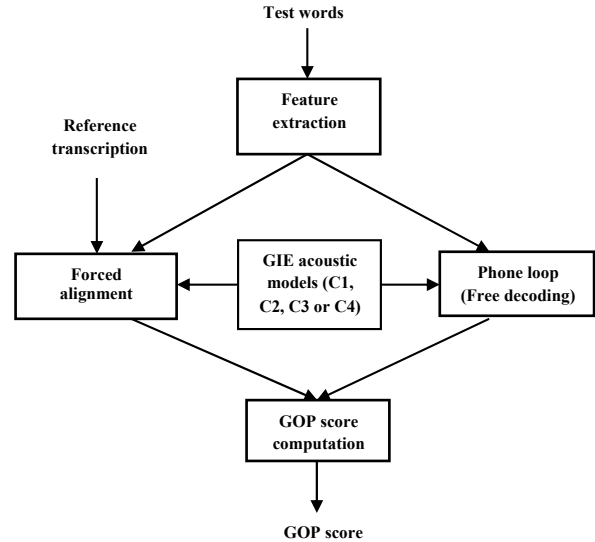 Test words
Feature
extraction
Reference
transcription
Forced
alignment
GIE acoustic
models (C1,
C2, C3 or C4)
Phone loop
(Free decoding)
GOP score
computation
GOP score